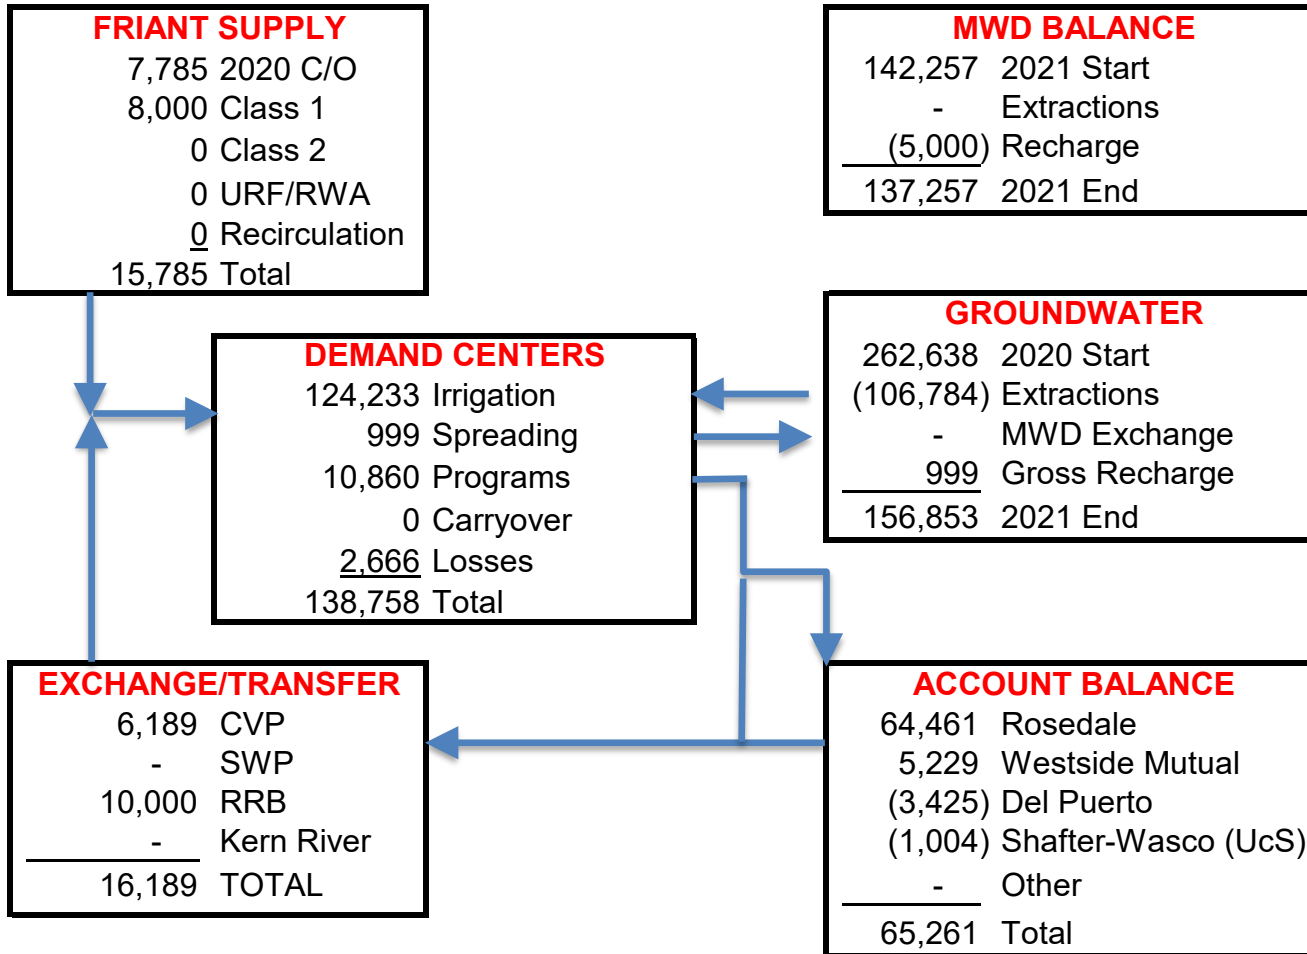 FRIANT SUPPLY
7,785 2020 C/O
8,000 Class 1
0 Class 2
0 URF/RWA
0 Recirculation
15,785 Total
MWD BALANCE
142,257 2021 Start
- Extractions
(5,000) Recharge
137,257 2021 End
DEMAND CENTERS
124,233 Irrigation
999 Spreading
10,860 Programs
0 Carryover
2,666 Losses
138,758 Total
GROUNDWATER
262,638 2020 Start
(106,784) Extractions
- MWD Exchange
999 Gross Recharge
156,853 2021 End
EXCHANGE/TRANSFER
6,189 CVP
- SWP
10,000 RRB
- Kern River
16,189 TOTAL
ACCOUNT BALANCE
64,461 Rosedale
5,229 Westside Mutual
(3,425) Del Puerto
(1,004) Shafter-Wasco (UcS)
- Other
65,261 Total